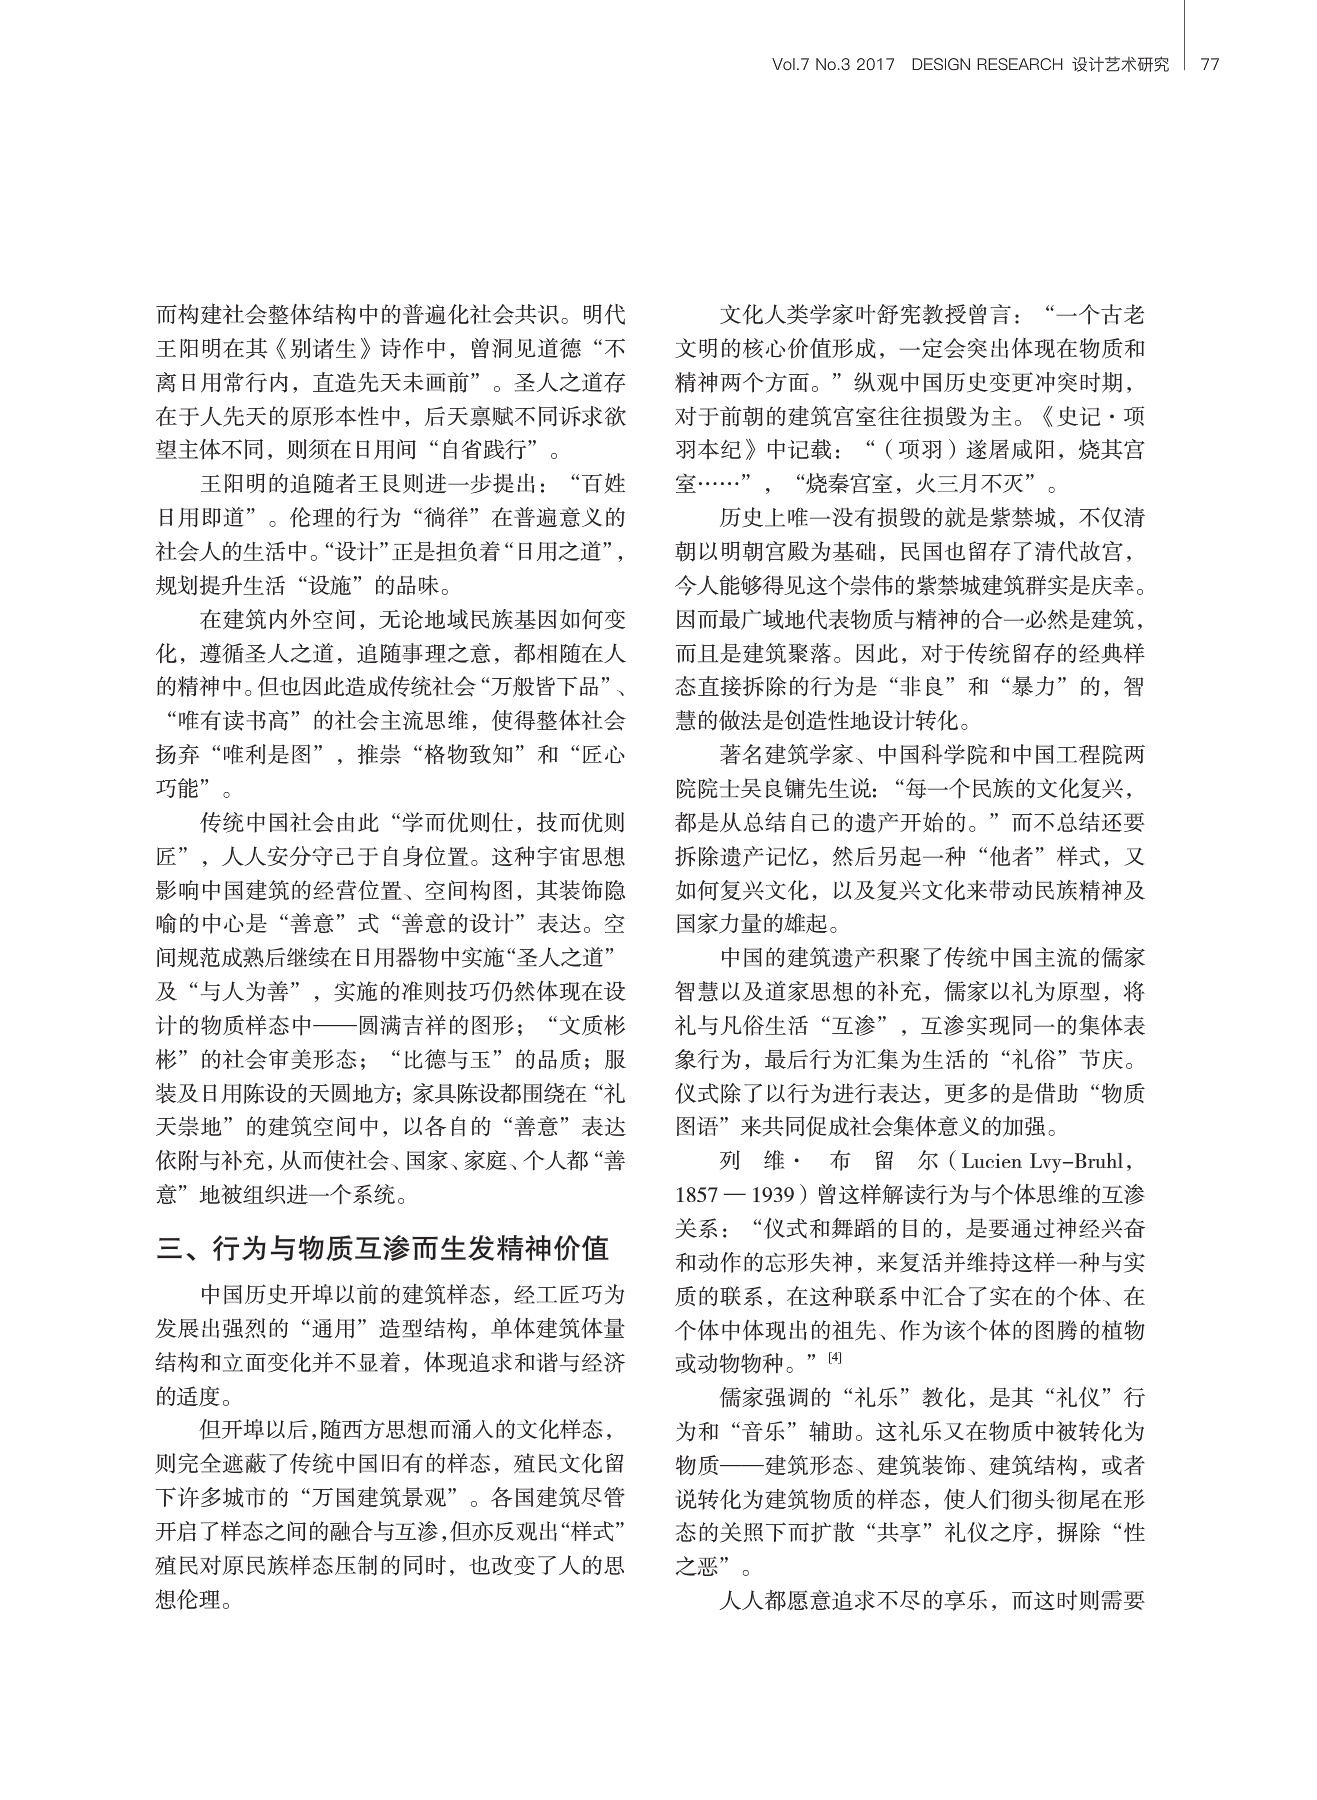 Vol.7 No.3 2017 DESIGN RESEARCH 设计艺术研究 77
而构建社会整体结构中的普遍化社会共识。明代
王阳明在其《别诸生》诗作中，曾洞见道德“不
离日用常行内，直造先天未画前”。圣人之道存
在于人先天的原形本性中，后天禀赋不同诉求欲
望主体不同，则须在日用间“自省践行”。
王阳明的追随者王艮则进一步提出：“百姓
日用即道”。伦理的行为“徜徉”在普遍意义的
社会人的生活中。“设计”正是担负着“日用之道”，
规划提升生活“设施”的品味。
在建筑内外空间，无论地域民族基因如何变
化，遵循圣人之道，追随事理之意，都相随在人
的精神中。但也因此造成传统社会“万般皆下品”、
“唯有读书高”的社会主流思维，使得整体社会
扬弃“唯利是图”，推崇“格物致知”和“匠心
巧能”。
传统中国社会由此“学而优则仕，技而优则
匠”，人人安分守己于自身位置。这种宇宙思想
影响中国建筑的经营位置、空间构图，其装饰隐
喻的中心是“善意”式“善意的设计”表达。空
间规范成熟后继续在日用器物中实施“圣人之道”
及“与人为善”，实施的准则技巧仍然体现在设
计的物质样态中——圆满吉祥的图形；“文质彬
彬”的社会审美形态；“比德与玉”的品质；服
装及日用陈设的天圆地方；家具陈设都围绕在“礼
天崇地”的建筑空间中，以各自的“善意”表达
依附与补充，从而使社会、国家、家庭、个人都“善
意”地被组织进一个系统。
三、行为与物质互渗而生发精神价值
中国历史开埠以前的建筑样态，经工匠巧为
发展出强烈的“通用”造型结构，单体建筑体量
结构和立面变化并不显着，体现追求和谐与经济
的适度。
但开埠以后，随西方思想而涌入的文化样态，
则完全遮蔽了传统中国旧有的样态，殖民文化留
下许多城市的“万国建筑景观”。各国建筑尽管
开启了样态之间的融合与互渗，但亦反观出“样式”
殖民对原民族样态压制的同时，也改变了人的思
想伦理。
文化人类学家叶舒宪教授曾言：“一个古老
文明的核心价值形成，一定会突出体现在物质和
精神两个方面。”纵观中国历史变更冲突时期，
对于前朝的建筑宫室往往损毁为主。《史记·项
羽本纪》中记载：“（项羽）遂屠咸阳，烧其宫
室……”，“烧秦宫室，火三月不灭”。
历史上唯一没有损毁的就是紫禁城，不仅清
朝以明朝宫殿为基础，民国也留存了清代故宫，
今人能够得见这个崇伟的紫禁城建筑群实是庆幸。
因而最广域地代表物质与精神的合一必然是建筑，
而且是建筑聚落。因此，对于传统留存的经典样
态直接拆除的行为是“非良”和“暴力”的，智
慧的做法是创造性地设计转化。
著名建筑学家、中国科学院和中国工程院两
院院士吴良镛先生说：“每一个民族的文化复兴，
都是从总结自己的遗产开始的。”而不总结还要
拆除遗产记忆，然后另起一种“他者”样式，又
如何复兴文化，以及复兴文化来带动民族精神及
国家力量的雄起。
中国的建筑遗产积聚了传统中国主流的儒家
智慧以及道家思想的补充，儒家以礼为原型，将
礼与凡俗生活“互渗”，互渗实现同一的集体表
象行为，最后行为汇集为生活的“礼俗”节庆。
仪式除了以行为进行表达，更多的是借助“物质
图语”来共同促成社会集体意义的加强。
列 维· 布 留 尔（Lucien Lvy-Bruhl，
1857 — 1939）曾这样解读行为与个体思维的互渗
关系：“仪式和舞蹈的目的，是要通过神经兴奋
和动作的忘形失神，来复活并维持这样一种与实
质的联系，在这种联系中汇合了实在的个体、在
个体中体现出的祖先、作为该个体的图腾的植物
或动物物种。”[4]
儒家强调的“礼乐”教化，是其“礼仪”行
为和“音乐”辅助。这礼乐又在物质中被转化为
物质——建筑形态、建筑装饰、建筑结构，或者
说转化为建筑物质的样态，使人们彻头彻尾在形
态的关照下而扩散“共享”礼仪之序，摒除“性
之恶”。
人人都愿意追求不尽的享乐，而这时则需要